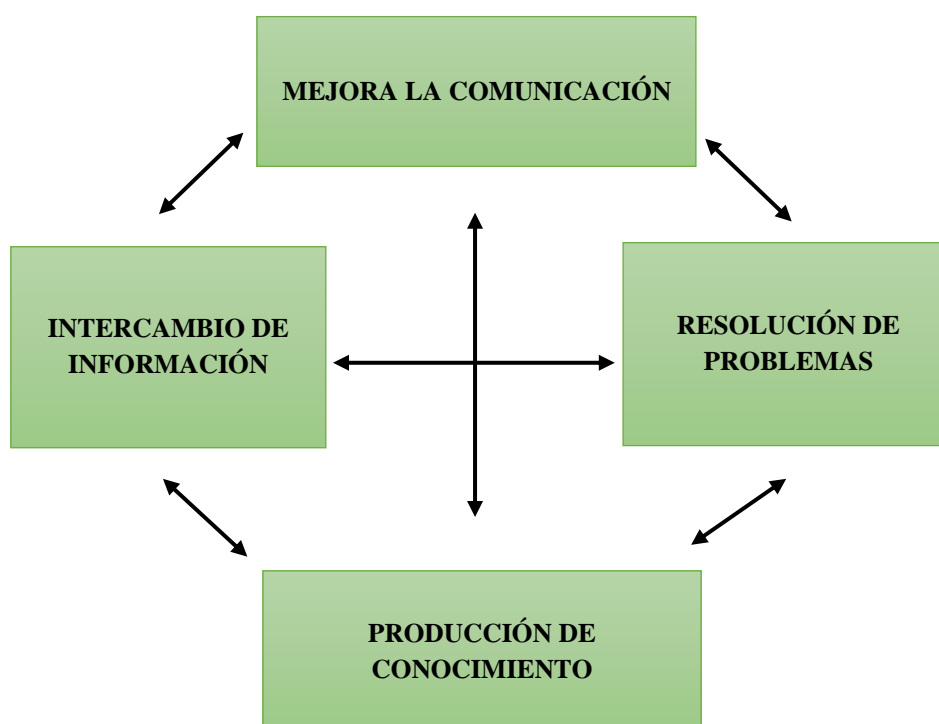 MEJORA LA COMUNICACIÓN
INTERCAMBIO DE
INFORMACIÓN
RESOLUCIÓN DE
PROBLEMAS
PRODUCCIÓN DE
CONOCIMIENTO